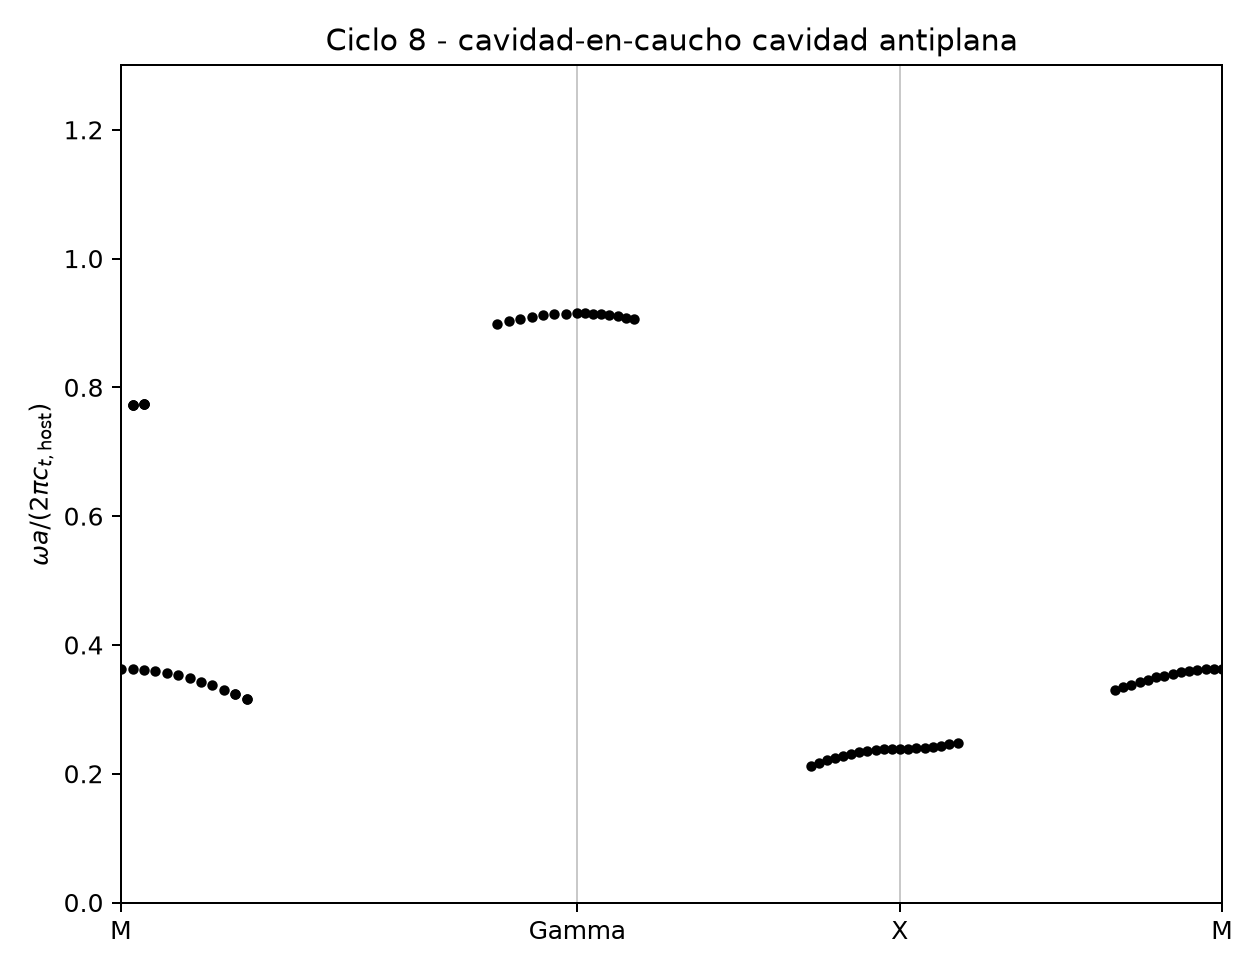 Ciclo 8 - cavidad-en-caucho cavidad antiplana
1.2
1.0
0.8
0.6
0.4
0.2
0.0
ωa/(2πc_{t, host})
M Gamma X M